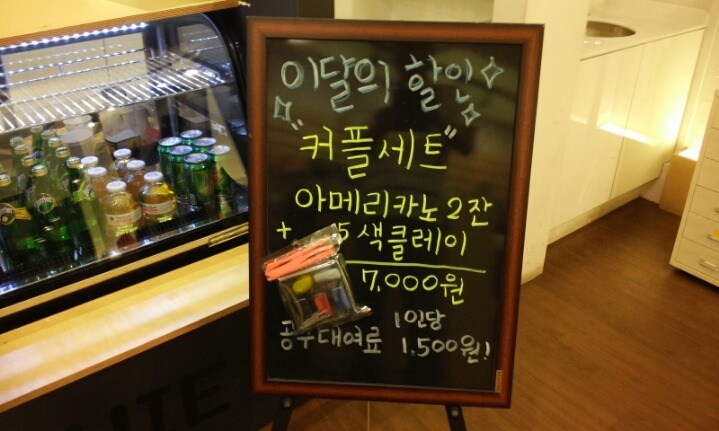 이달의 할인
"커플세트"
아메리카노 2잔
+ 5색클레이
7,000원
1인당
공구대여료 1,500원!